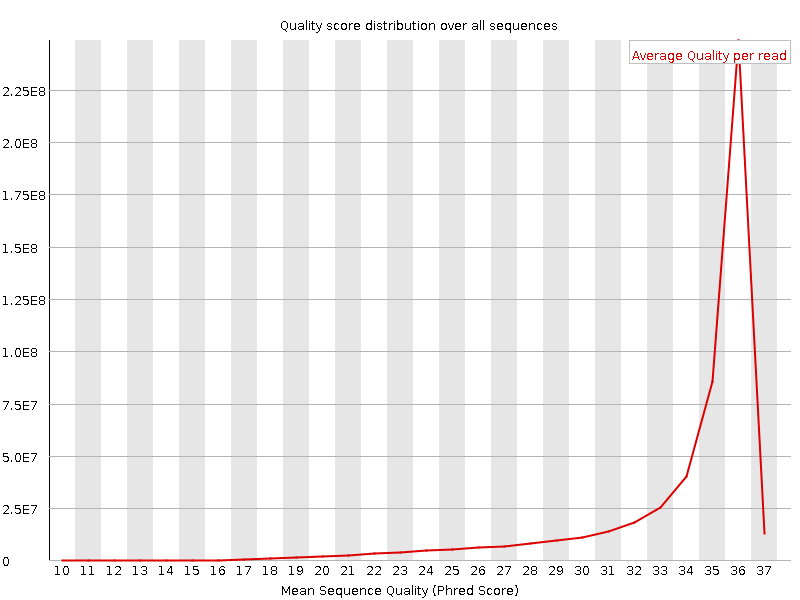 Quality score distribution over all sequences
Average Quality per read
2.25E8
2.0E8
1.75E8
1.5E8
1.25E8
1.0E8
7.5E7
5.0E7
2.5E7
0
10 11 12 13 14 15 16 17 18 19 20 21 22 23 24 25 26 27 28 29 30 31 32 33 34 35 36 37
Mean Sequence Quality (Phred Score)